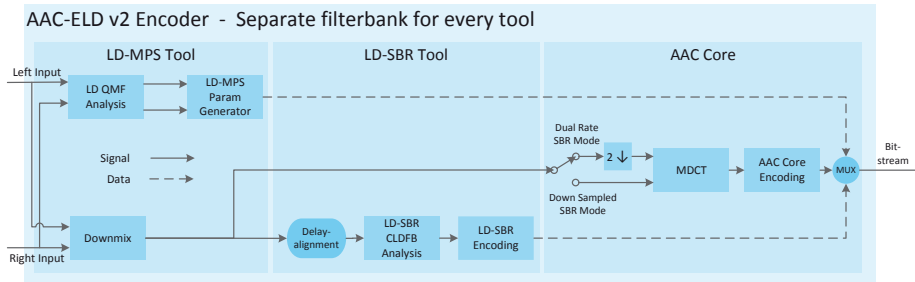 AAC-ELD v2 Encoder - Separate filterbank for every tool
LD-MPS Tool
LD-SBR Tool
AAC Core
Left Input
LD QMF
Analysis
LD-MPS
Param
Generator
Signal
Data
Dual Rate
SBR Mode
2 ↓
MDCT
AAC Core
Encoding
MUX
Bit-
stream
Down Sampled
SBR Mode
Downmix
Delay-
alignment
LD-SBR
CLDFB
Analysis
LD-SBR
Encoding
Right Input